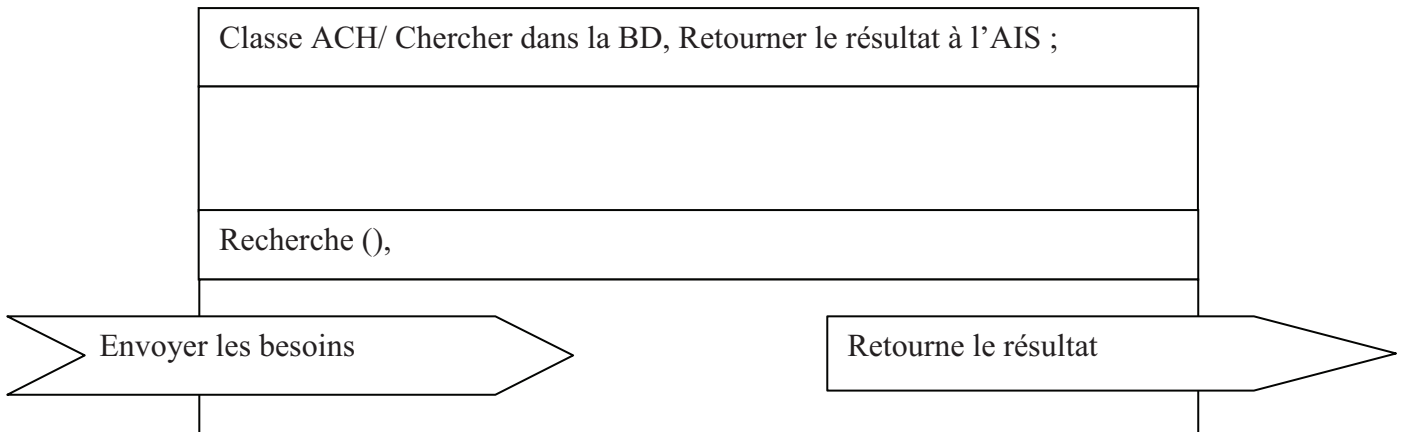 Classe ACH/ Chercher dans la BD, Retourner le résultat à l’AIS ;
Recherche (),
Envoyer les besoins
Retourne le résultat